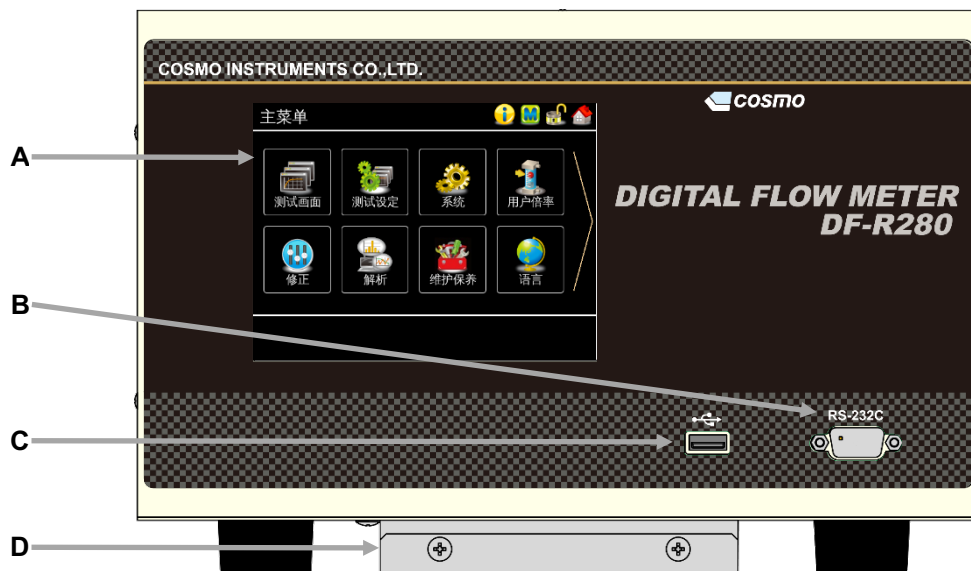 COSMO INSTRUMENTS CO.,LTD.
COSMO
主菜单
i M
A
测试画面 测试设定 系统 用户倍率
DIGITAL FLOW METER
DF-R280
修正 解析 维护保养 语言
B
RS-232C
C
D